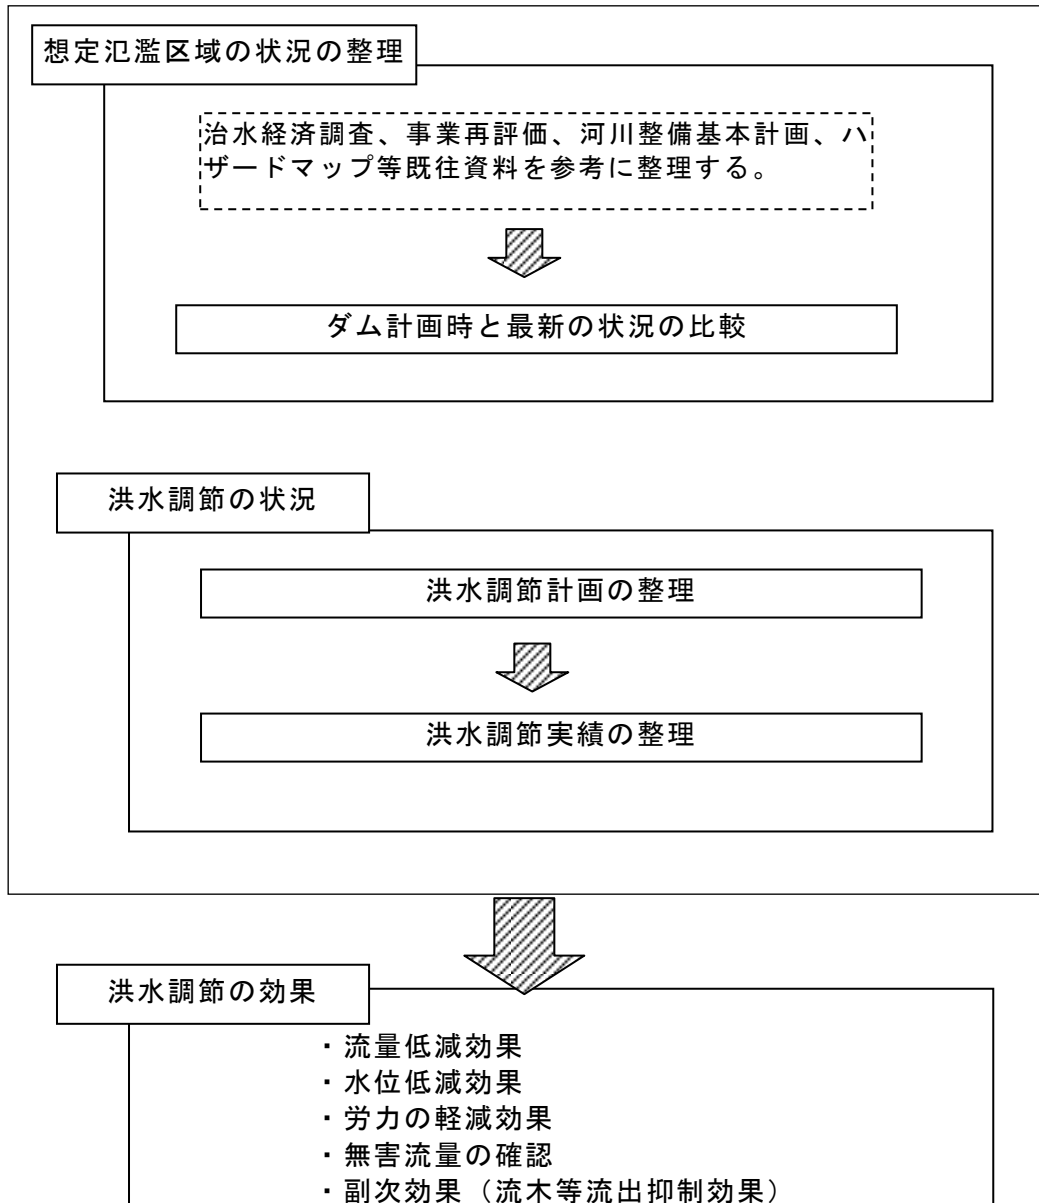 想定氾濫区域の状況の整理
治水経済調査、事業再評価、河川整備基本計画、ハ
ザードマップ等既往資料を参考に整理する。
ダム計画時と最新の状況の比較
洪水調節の状況
洪水調節計画の整理
洪水調節実績の整理
洪水調節の効果
・流量低減効果
・水位低減効果
・労力の軽減効果
・無害流量の確認
・副次効果（流木等流出抑制効果）